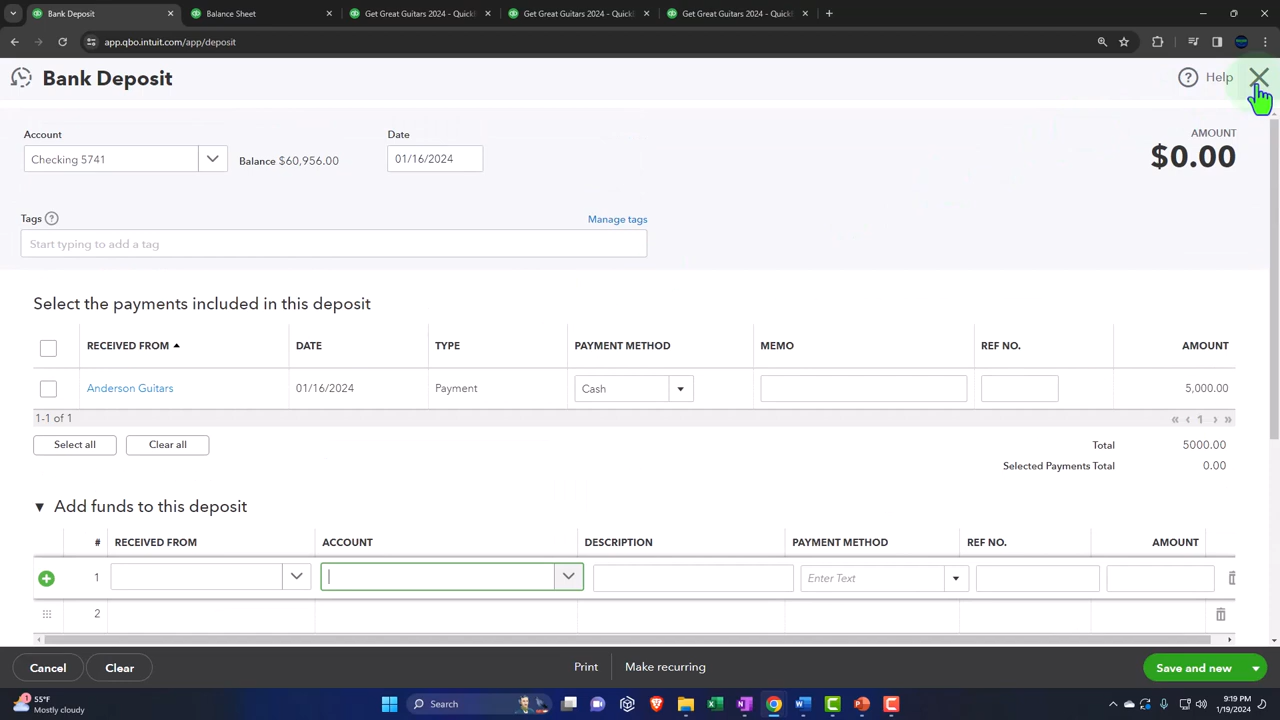 Bank Deposit
Balance Sheet
Get Great Guitars 2024 – Quick
Get Great Guitars 2024 – Quick
Get Great Guitars 2024 – Quick
app.qbo.intuit.com/app/deposit
Bank Deposit
Help
Account
Date
AMOUNT
Checking 5741
Balance $60,956.00
01/16/2024
$0.00
Tags
Manage tags
Start typing to add a tag
Select the payments included in this deposit
RECEIVED FROM DATE TYPE PAYMENT METHOD MEMO REF NO. AMOUNT
Anderson Guitars 01/16/2024 Payment Cash 5,000.00
1-1 of 1
1
Select all Clear all
Total 5000.00
Selected Payments Total 0.00
Add funds to this deposit
# RECEIVED FROM ACCOUNT DESCRIPTION PAYMENT METHOD REF NO. AMOUNT
1 Enter Text
2
Cancel Clear Print Make recurring Save and new
1
55°F
Mostly cloudy
Search
9:19 PM
1/19/2024